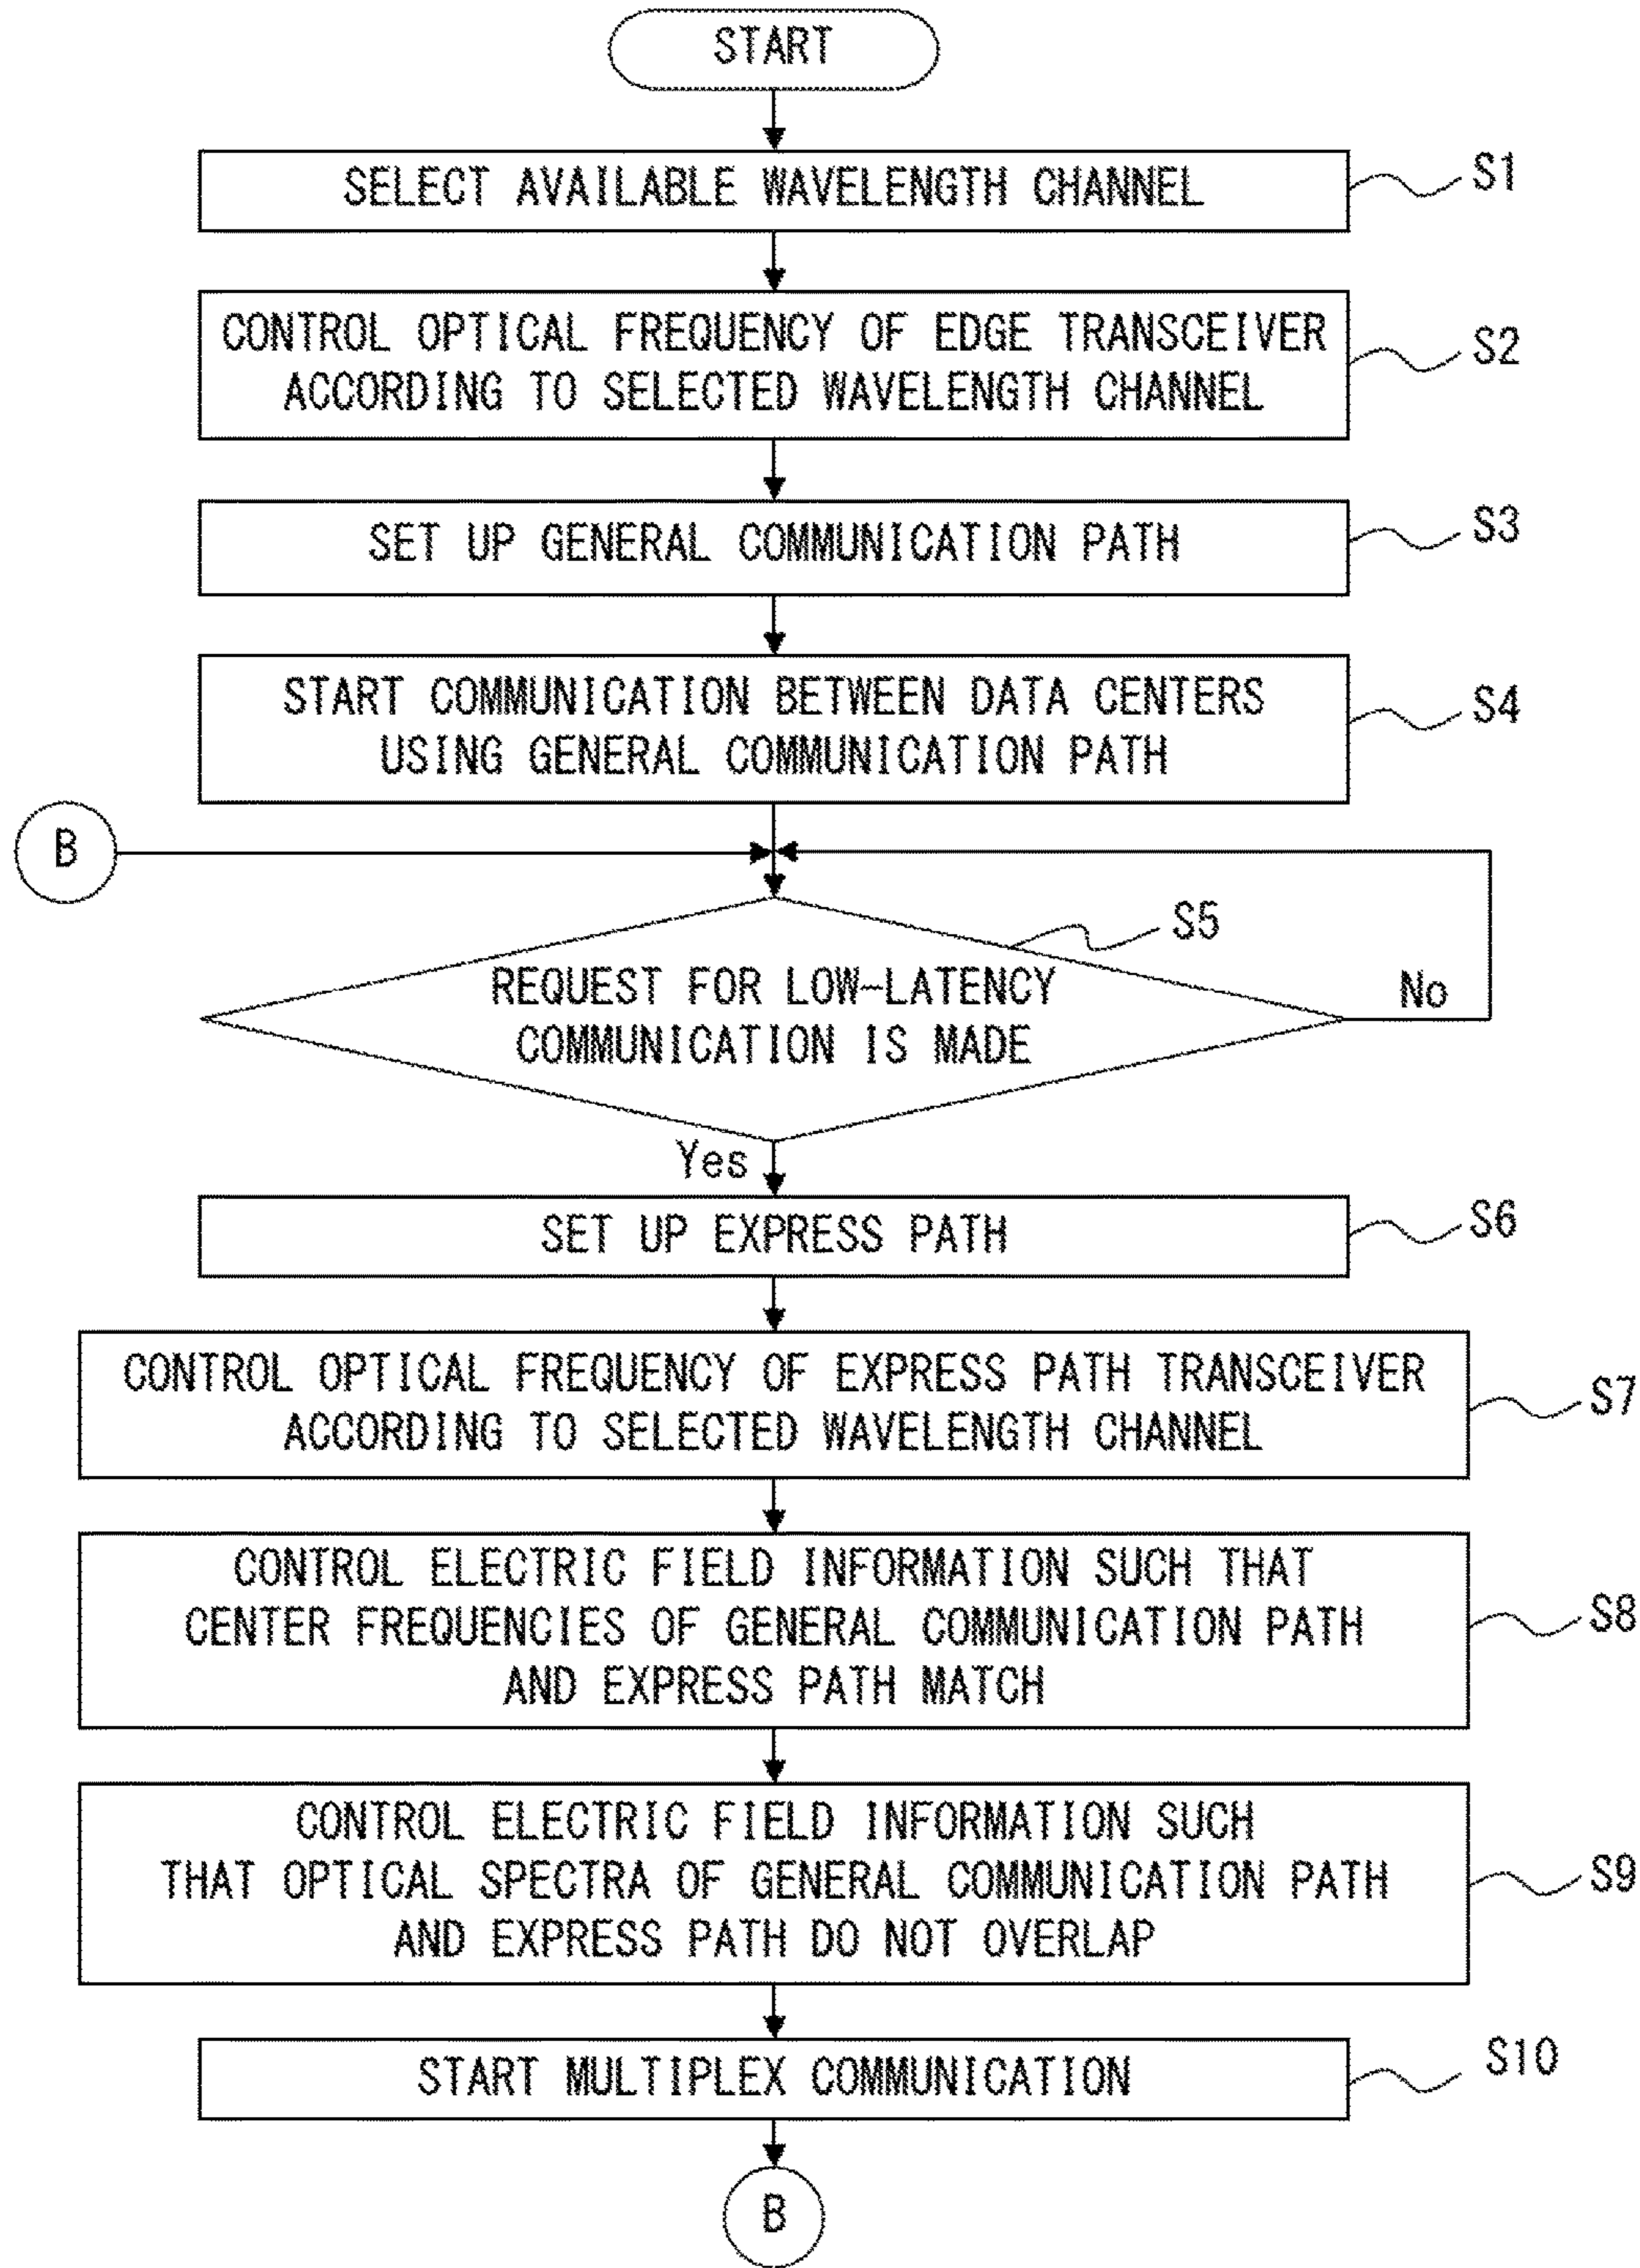 START
SELECT AVAILABLE WAVELENGTH CHANNEL
S1
CONTROL OPTICAL FREQUENCY OF EDGE TRANSCEIVER
ACCORDING TO SELECTED WAVELENGTH CHANNEL
S2
SET UP GENERAL COMMUNICATION PATH
S3
START COMMUNICATION BETWEEN DATA CENTERS
USING GENERAL COMMUNICATION PATH
S4
B
S5
REQUEST FOR LOW-LATENCY
COMMUNICATION IS MADE
No
Yes
SET UP EXPRESS PATH
S6
CONTROL OPTICAL FREQUENCY OF EXPRESS PATH TRANSCEIVER
ACCORDING TO SELECTED WAVELENGTH CHANNEL
S7
CONTROL ELECTRIC FIELD INFORMATION SUCH THAT
CENTER FREQUENCIES OF GENERAL COMMUNICATION PATH
AND EXPRESS PATH MATCH
S8
CONTROL ELECTRIC FIELD INFORMATION SUCH
THAT OPTICAL SPECTRA OF GENERAL COMMUNICATION PATH
AND EXPRESS PATH DO NOT OVERLAP
S9
START MULTIPLEX COMMUNICATION
S10
B